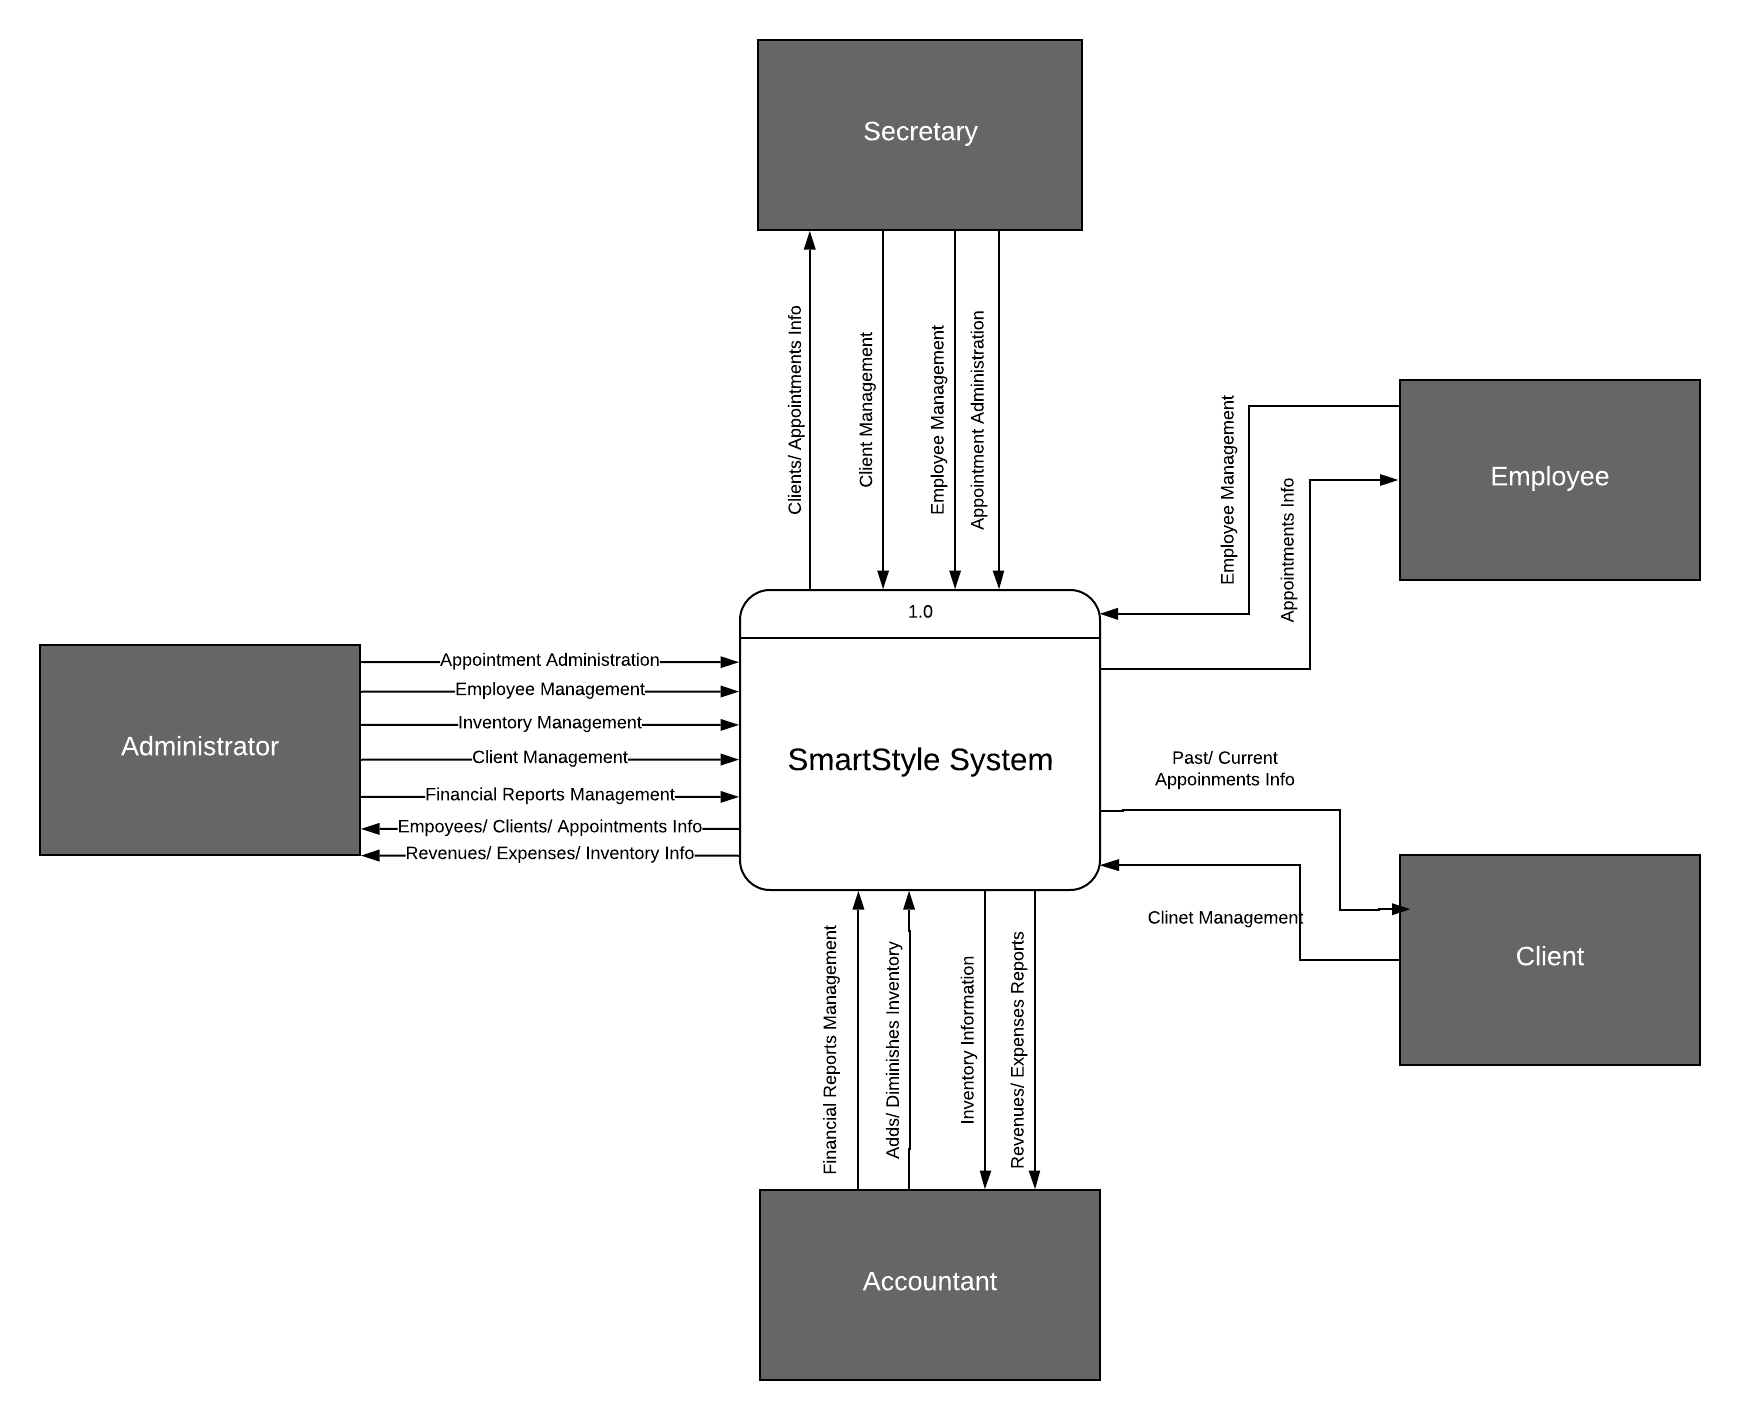 Secretary
Clients/ Appointments Info
Client Management
Employee Management
Appointment Administration
Employee Management
Appointments Info
Employee
1.0
SmartStyle System
Administrator
Appointment Administration
Employee Management
Inventory Management
Client Management
Financial Reports Management
Empoyees/ Clients/ Appointments Info
Revenues/ Expenses/ Inventory Info
Past/ Current
Appoinments Info
Clinet Management
Client
Financial Reports Management
Adds/ Diminishes Inventory
Inventory Information
Revenues/ Expenses Reports
Accountant